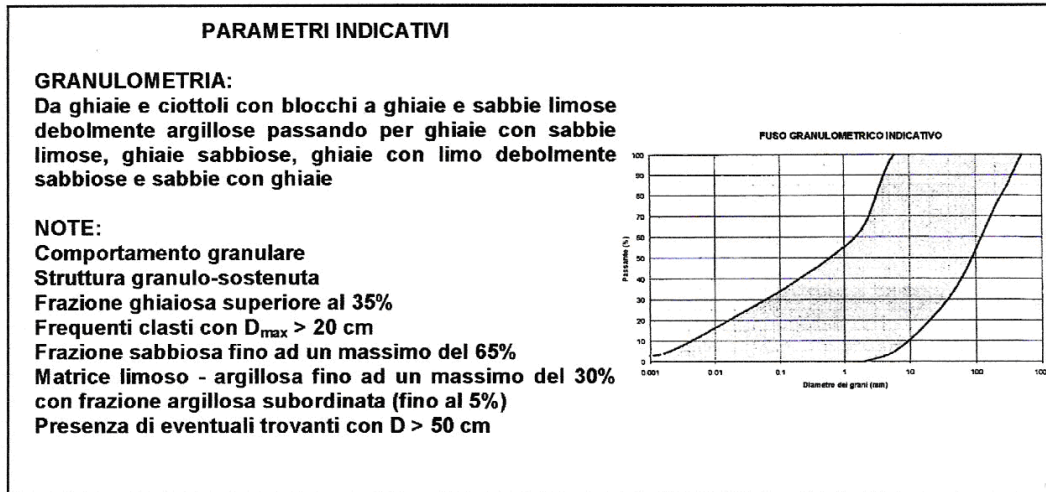 PARAMETRI INDICATIVI
GRANULOMETRIA:
Da ghiaie e ciottoli con blocchi a ghiaie e sabbie limose
debolmente argillose passando per ghiaie con sabbie
limose, ghiaie sabbiose, ghiaie con limo debolmente
sabbiose e sabbie con ghiaie
NOTE:
Comportamento granulare
Struttura granulo-sostenuta
Frazione ghiaiosa superiore al 35%
Frequenti clasti con Dmax > 20 cm
Frazione sabbiosa fino ad un massimo del 65%
Matrice limoso - argillosa fino ad un massimo del 30%
con frazione argillosa subordinata (fino al 5%)
Presenza di eventuali trovanti con D > 50 cm
FUSO GRANULOMETRICO INDICATIVO
Passante (%)
100
90
80
70
60
50
40
30
20
10
0
0.001 0.01 0.1 1 10 100 1000
Diametro dei grani (mm)